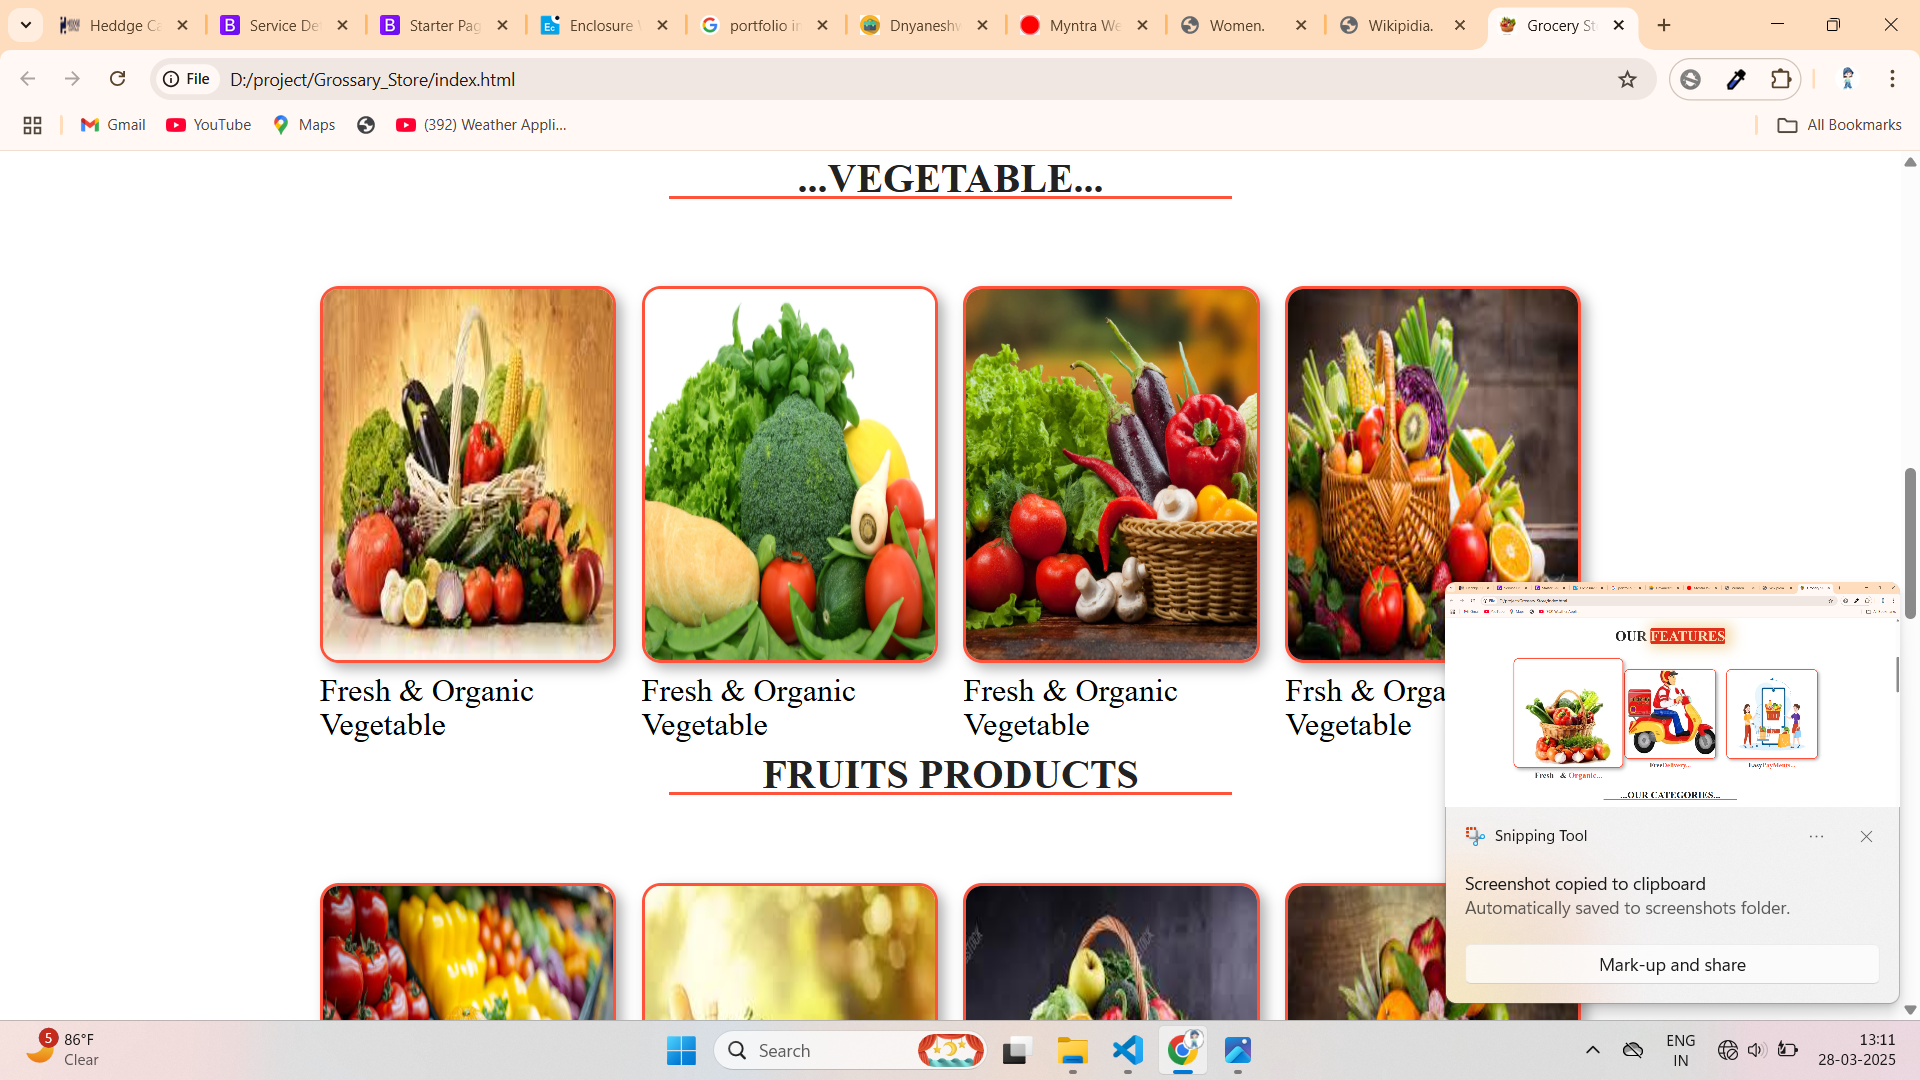 Heddge Ca
Service De
Starter Pag
Enclosure
portfolio in
Dnyanesh
Myntra We
Women.
Wikipidia.
Grocery St
File
D:/project/Grossary_Store/index.html
Gmail
YouTube
Maps
(392) Weather Appli...
All Bookmarks
...VEGETABLE...
Fresh & Organic
Vegetable
Fresh & Organic
Vegetable
Fresh & Organic
Vegetable
Frsh & Orga
Vegetable
FRUITS PRODUCTS
OUR FEATURES
Fresh & Organic...
FreeDelivery...
EasyPayMents...
...OUR CATEGORIES...
Snipping Tool
Screenshot copied to clipboard
Automatically saved to screenshots folder.
Mark-up and share
5
86°F
Clear
Search
ENG
IN
13:11
28-03-2025